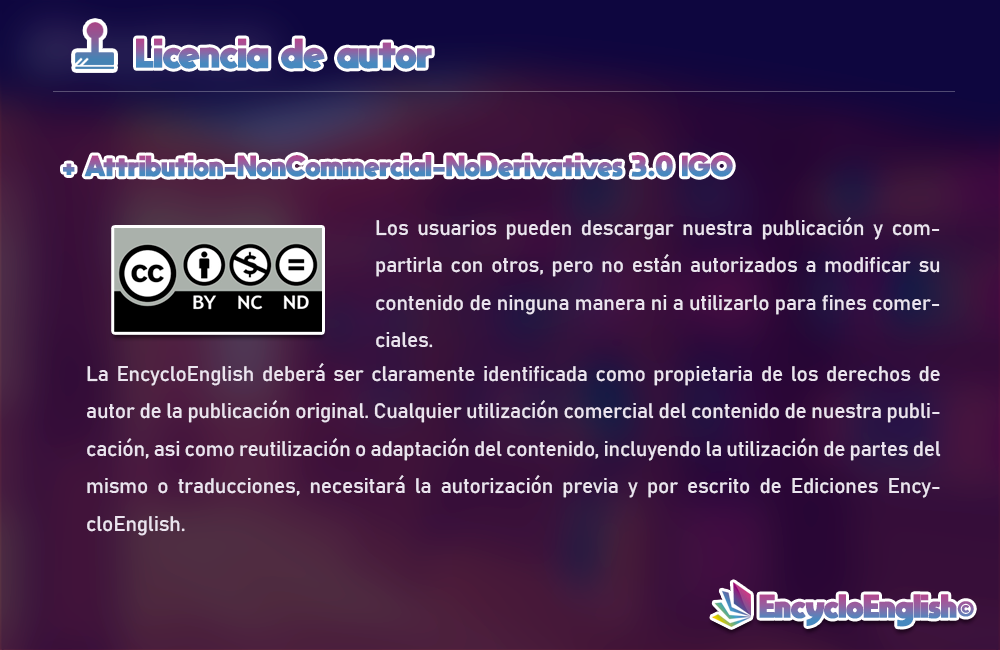 Licencia de autor
+ Attribution-NonCommercial-NoDerivatives 3.0 IGO
CC
BY NC ND
Los usuarios pueden descargar nuestra publicación y com-
partirla con otros, pero no están autorizados a modificar su
contenido de ninguna manera ni a utilizarlo para fines comer-
ciales.
La EncycloEnglish deberá ser claramente identificada como propietaria de los derechos de
autor de la publicación original. Cualquier utilización comercial del contenido de nuestra publi-
cación, asi como reutilización o adaptación del contenido, incluyendo la utilización de partes del
mismo o traducciones, necesitará la autorización previa y por escrito de Ediciones Ency-
cloEnglish.
EncycloEnglish©